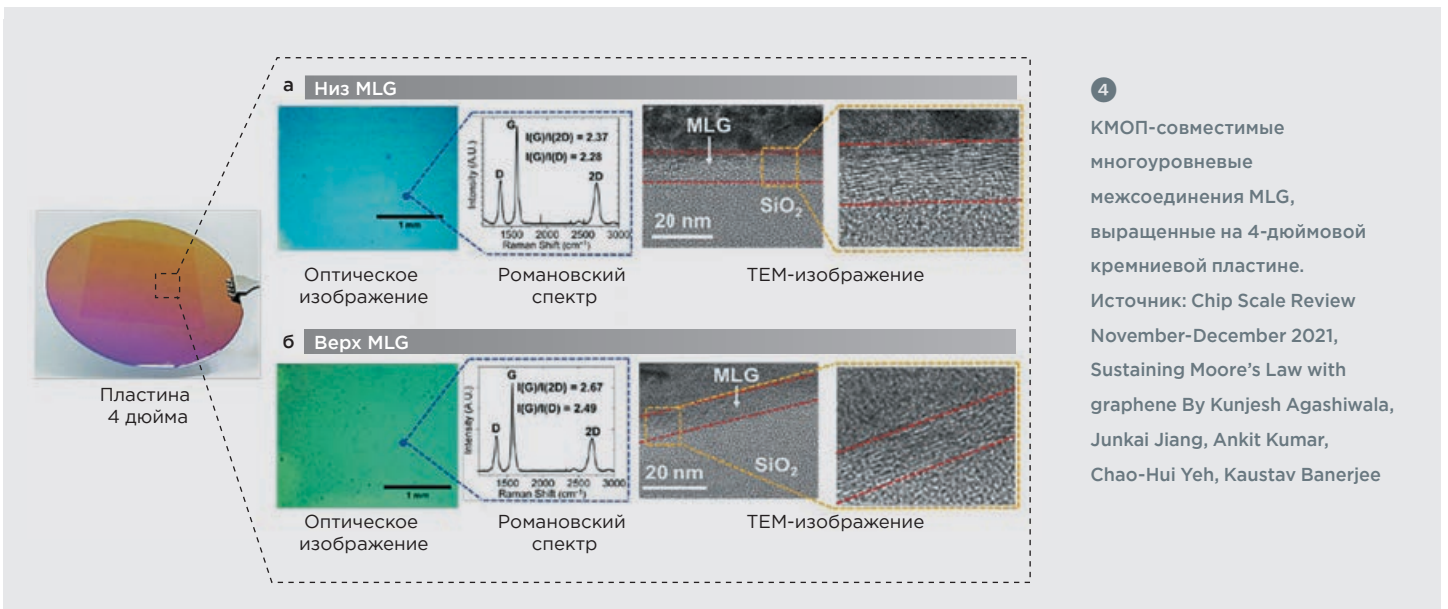 а Низ MLG
Intensity (A.U.)
D
G
I(G)/I(2D) = 2.37
I(G)/I(D) = 2.28
2D
1500 2000 2500 3000
Raman Shift (cm⁻¹)
1 mm
MLG
SiO₂
20 nm
Оптическое
изображение
Романовский
спектр
ТЕМ-изображение
Пластина
4 дюйма
б Верх MLG
Intensity (A.U.)
D
G
I(G)/I(2D) = 2.67
I(G)/I(D) = 2.49
2D
1500 2000 2500 3000
Raman Shift (cm⁻¹)
1 mm
MLG
SiO₂
20 nm
Оптическое
изображение
Романовский
спектр
ТЕМ-изображение
4
КМОП-совместимые
многоуровневые
межсоединения MLG,
выращенные на 4-дюймовой
кремниевой пластине.
Источник: Chip Scale Review
November-December 2021,
Sustaining Moore’s Law with
graphene By Kunjesh Agashiwala,
Junkai Jiang, Ankit Kumar,
Chao-Hui Yeh, Kaustav Banerjee